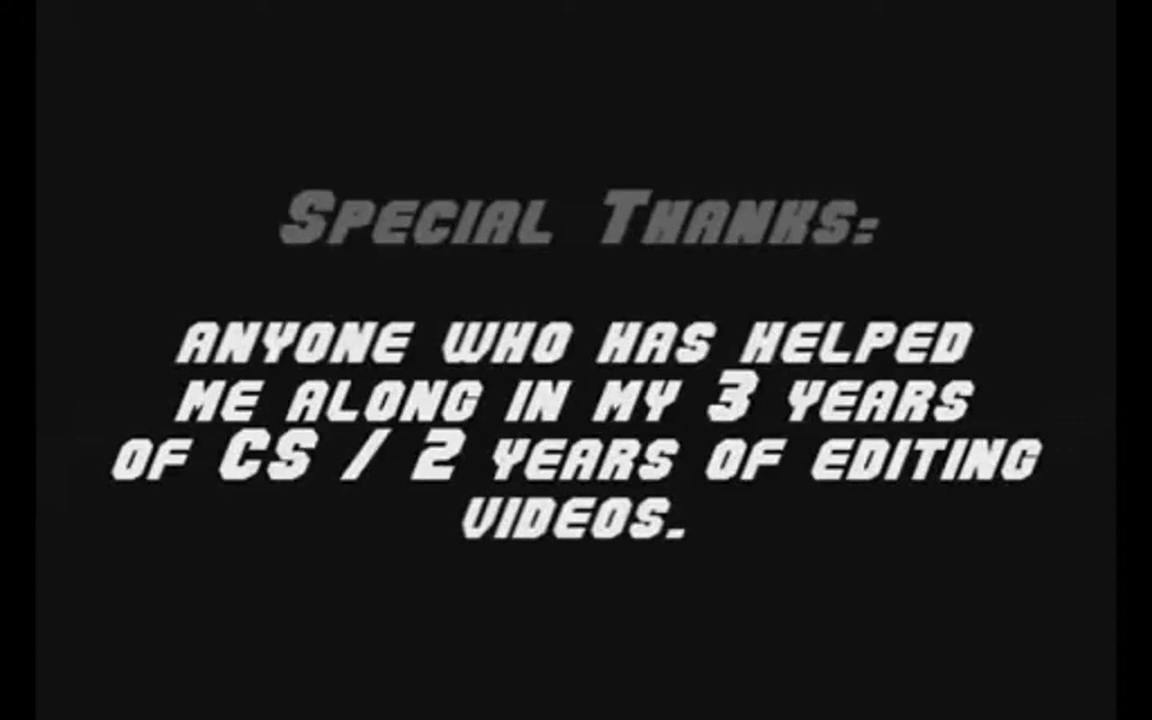 Special Thanks:
anyone who has helped
me along in my 3 years
of CS / 2 years of editing
videos.